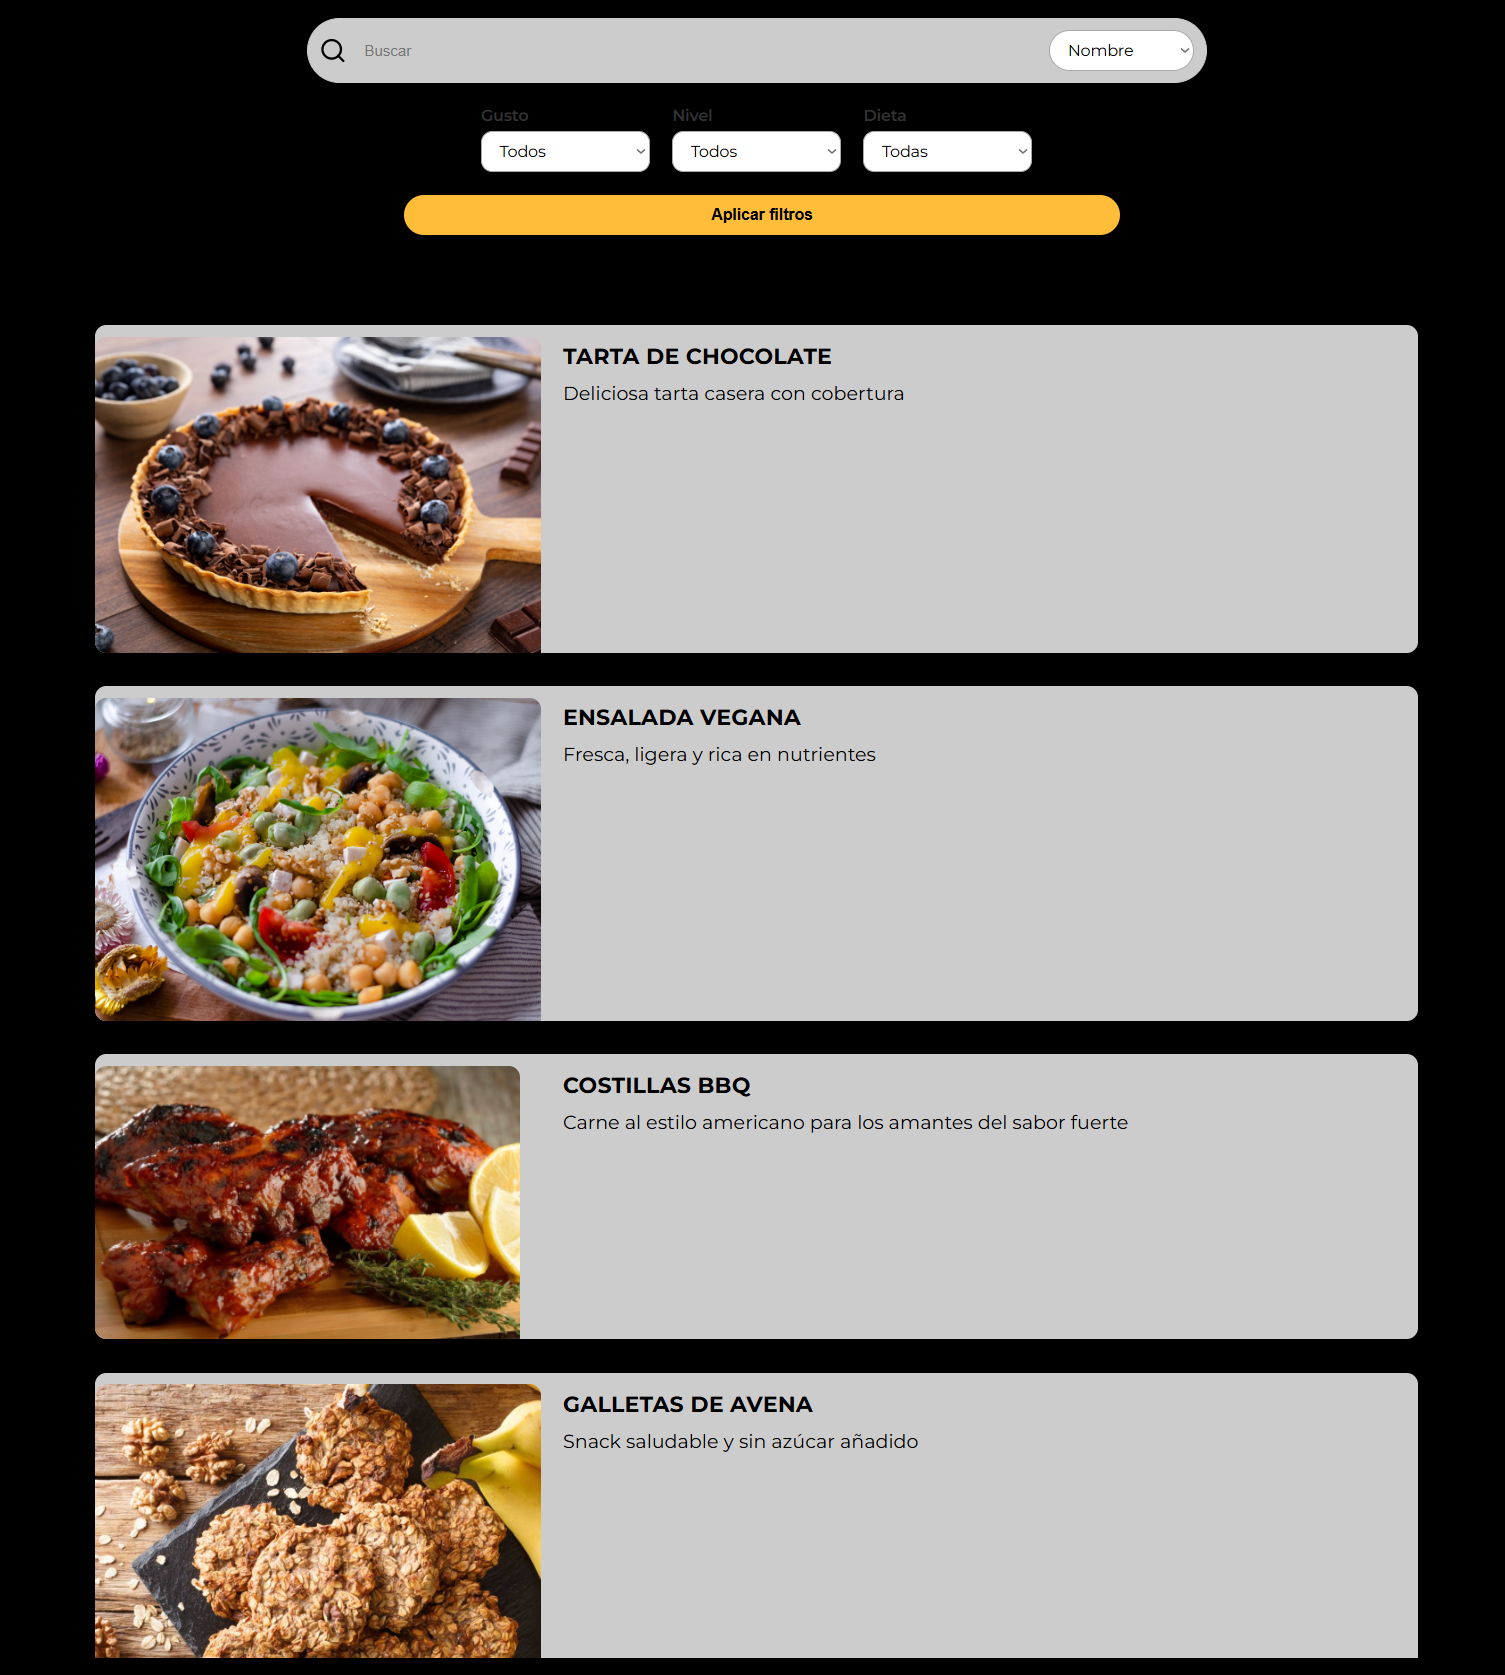 Buscar
Nombre
Gusto
Nivel
Dieta
Todos
Todos
Todas
Aplicar filtros
TARTA DE CHOCOLATE
Deliciosa tarta casera con cobertura
ENSALADA VEGANA
Fresca, ligera y rica en nutrientes
COSTILLAS BBQ
Carne al estilo americano para los amantes del sabor fuerte
GALLETAS DE AVENA
Snack saludable y sin azúcar añadido